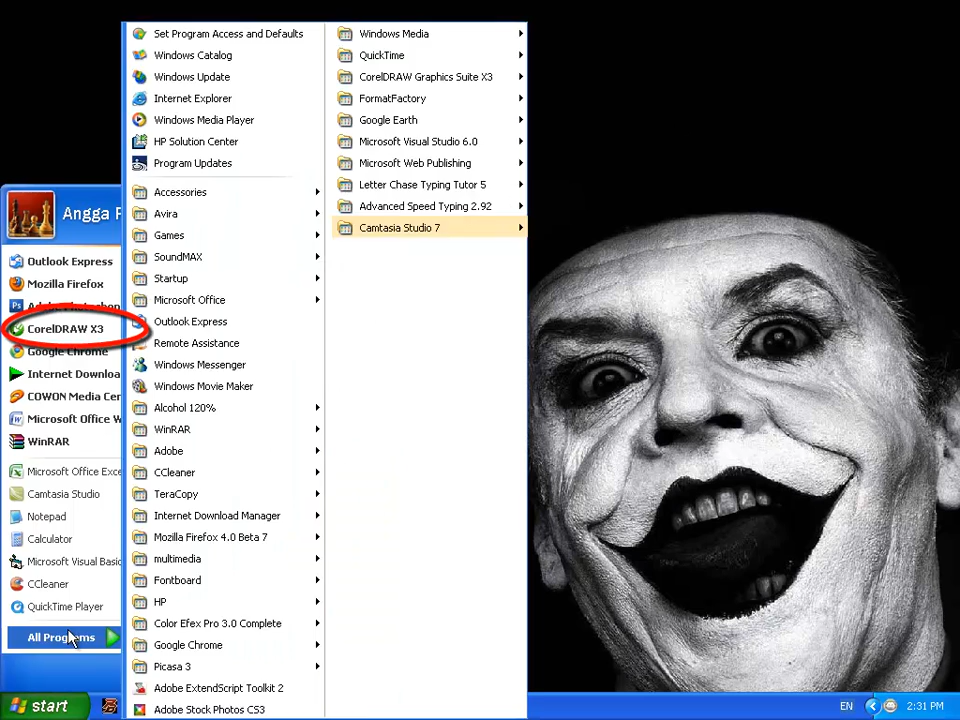 Angga
Outlook Express
Mozilla Firefox
CorelDRAW X3
Google Chrome
Internet Downloa
COWON Media Cen
Microsoft Office W
WinRAR
Microsoft Office Exce
Camtasia Studio
Notepad
Calculator
Microsoft Visual Basic
CCleaner
QuickTime Player
All Programs
Set Program Access and Defaults
Windows Catalog
Windows Update
Internet Explorer
Windows Media Player
HP Solution Center
Program Updates
Accessories
Avira
Games
SoundMAX
Startup
Microsoft Office
Outlook Express
Remote Assistance
Windows Messenger
Windows Movie Maker
Alcohol 120%
WinRAR
Adobe
CCleaner
TeraCopy
Internet Download Manager
Mozilla Firefox 4.0 Beta 7
multimedia
Fontboard
HP
Color Efex Pro 3.0 Complete
Google Chrome
Picasa 3
Adobe ExtendScript Toolkit 2
Adobe Stock Photos CS3
Windows Media
QuickTime
CorelDRAW Graphics Suite X3
FormatFactory
Google Earth
Microsoft Visual Studio 6.0
Microsoft Web Publishing
Letter Chase Typing Tutor 5
Advanced Speed Typing 2.92
Camtasia Studio 7
start
EN
2:31 PM